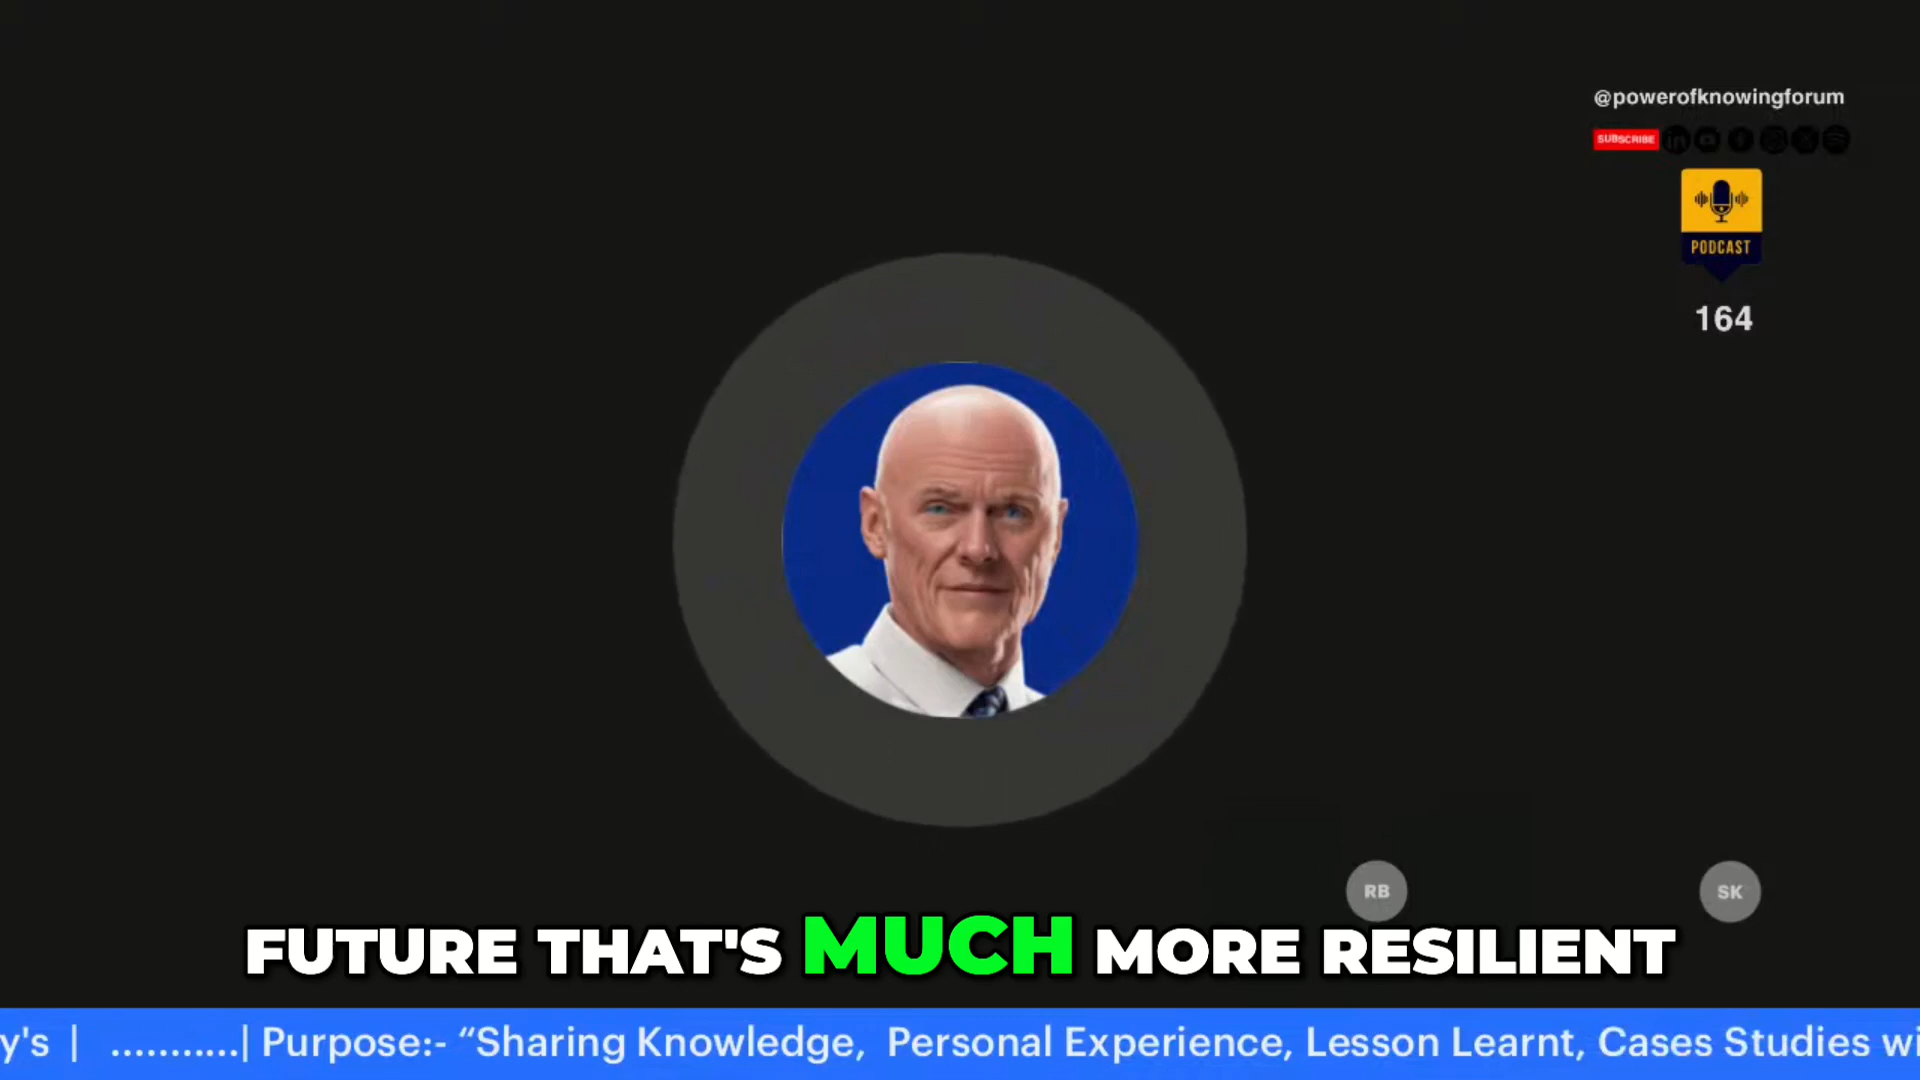 @powerofknowingforum
SUBSCRIBE
PODCAST
164
RB
SK
FUTURE THAT'S MUCH MORE RESILIENT
y's | ...........| Purpose:- “Sharing Knowledge, Personal Experience, Lesson Learnt, Cases Studies wi